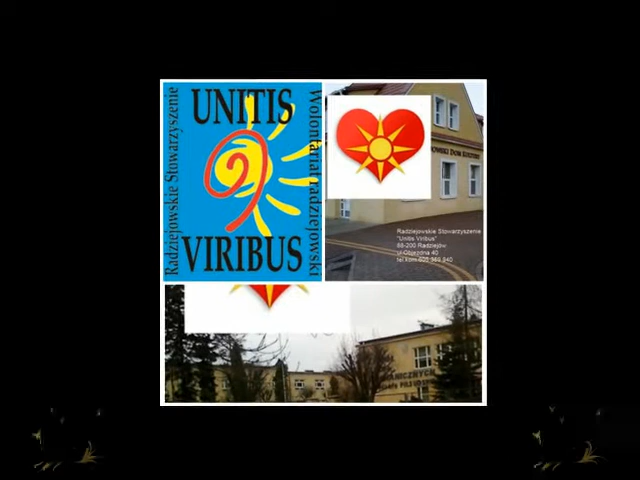 UNITIS
VIRIBUS
Radziejowskie Stowarzyszenie
Wolontariat radziejowski
Radziejowskie Stowarzyszenie
"Unitis Viribus"
88-200 Radziejów
ul.Objezdna 40